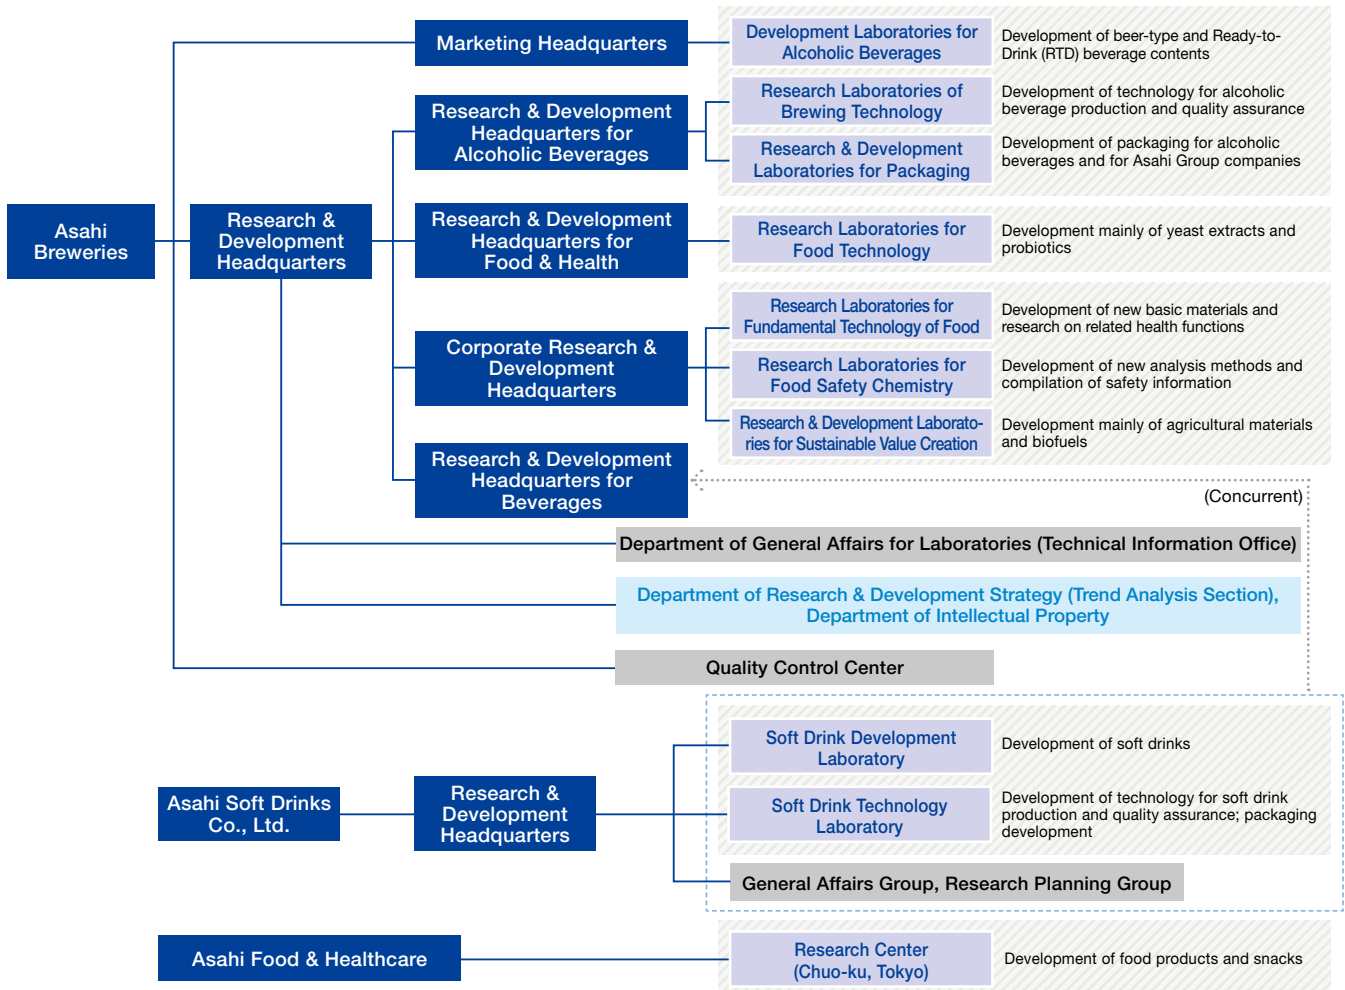 Marketing Headquarters
Development Laboratories for
Alcoholic Beverages
Development of beer-type and Ready-to-
Drink (RTD) beverage contents
Research & Development
Headquarters for
Alcoholic Beverages
Research Laboratories of
Brewing Technology
Development of technology for alcoholic
beverage production and quality assurance
Research & Development
Laboratories for Packaging
Development of packaging for alcoholic
beverages and for Asahi Group companies
Asahi
Breweries
Research &
Development
Headquarters
Research & Development
Headquarters for
Food & Health
Research Laboratories for
Food Technology
Development mainly of yeast extracts and
probiotics
Corporate Research &
Development
Headquarters
Research Laboratories for
Fundamental Technology of Food
Development of new basic materials and
research on related health functions
Research Laboratories for
Food Safety Chemistry
Development of new analysis methods and
compilation of safety information
Research & Development Laborato-
ries for Sustainable Value Creation
Development mainly of agricultural materials
and biofuels
Research & Development
Headquarters for
Beverages
(Concurrent)
Department of General Affairs for Laboratories (Technical Information Office)
Department of Research & Development Strategy (Trend Analysis Section),
Department of Intellectual Property
Quality Control Center
Asahi Soft Drinks
Co., Ltd.
Research &
Development
Headquarters
Soft Drink Development
Laboratory
Development of soft drinks
Soft Drink Technology
Laboratory
Development of technology for soft drink
production and quality assurance; packaging
development
General Affairs Group, Research Planning Group
Asahi Food & Healthcare
Research Center
(Chuo-ku, Tokyo)
Development of food products and snacks